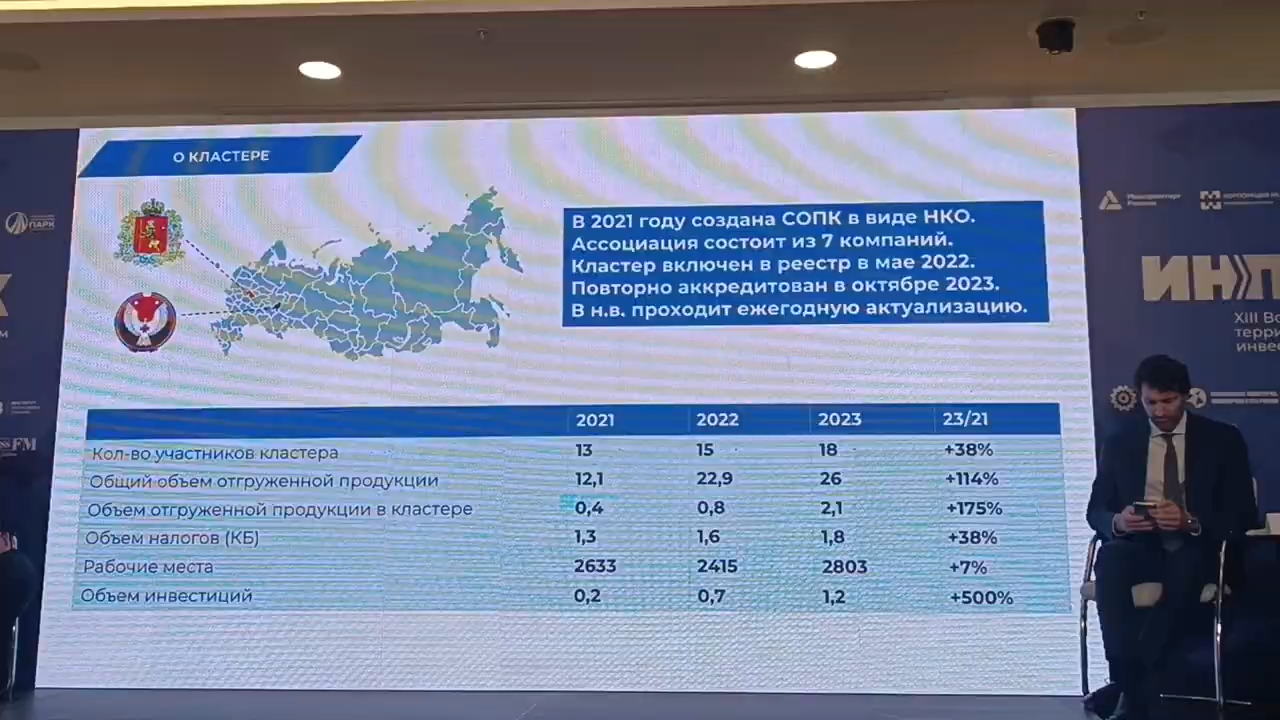 О КЛАСТЕРЕ
В 2021 году создана СОПК в виде НКО.
Ассоциация состоит из 7 компаний.
Кластер включен в реестр в мае 2022.
Повторно аккредитован в октябре 2023.
В н.в. проходит ежегодную актуализацию.
2021 2022 2023 23/21
Кол-во участников кластера 13 15 18 +38%
Общий объем отгруженной продукции 12,1 22,9 26 +114%
Объем отгруженной продукции в кластере 0,4 0,8 2,1 +175%
Объем налогов (КБ) 1,3 1,6 1,8 +38%
Рабочие места 2633 2415 2803 +7%
Объем инвестиций 0,2 0,7 1,2 +500%
ПАРК
FM
ИНП
XIII Во
терри
инвес